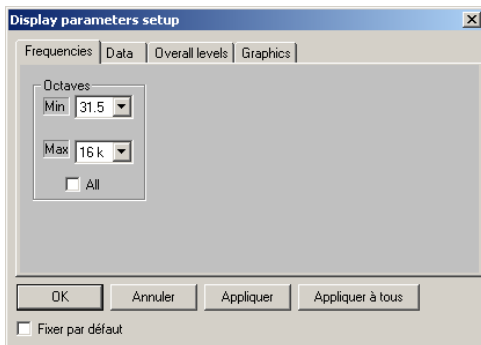 Display parameters setup
Frequencies Data Overall levels Graphics
Octaves
Min 31.5
Max 16 k
All
OK Annuler Appliquer Appliquer à tous
Fixer par défaut